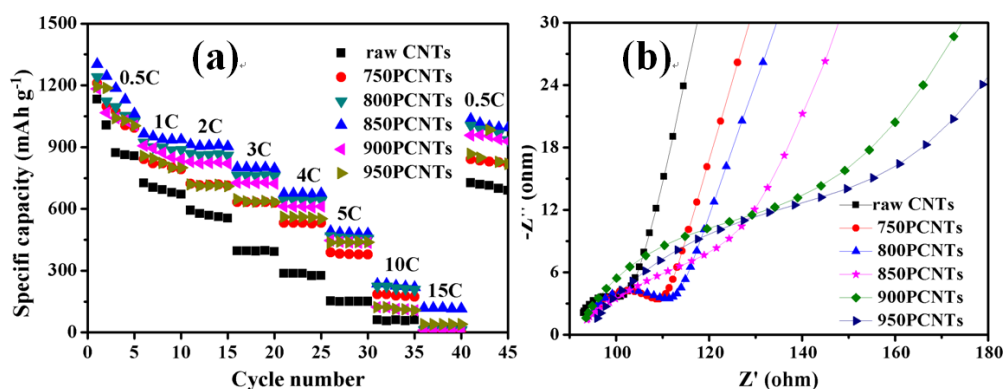 (a)
Specifi capacity (mAh g-1)
1500
1200
900
600
300
0
0.5C
1C
2C
3C
4C
5C
10C
15C
0.5C
raw CNTs
750PCNTs
800PCNTs
850PCNTs
900PCNTs
950PCNTs
0 5 10 15 20 25 30 35 40 45
Cycle number
(b)
-Z'' (ohm)
30
24
18
12
6
0
raw CNTs
750PCNTs
800PCNTs
850PCNTs
900PCNTs
950PCNTs
100 120 140 160 180
Z' (ohm)